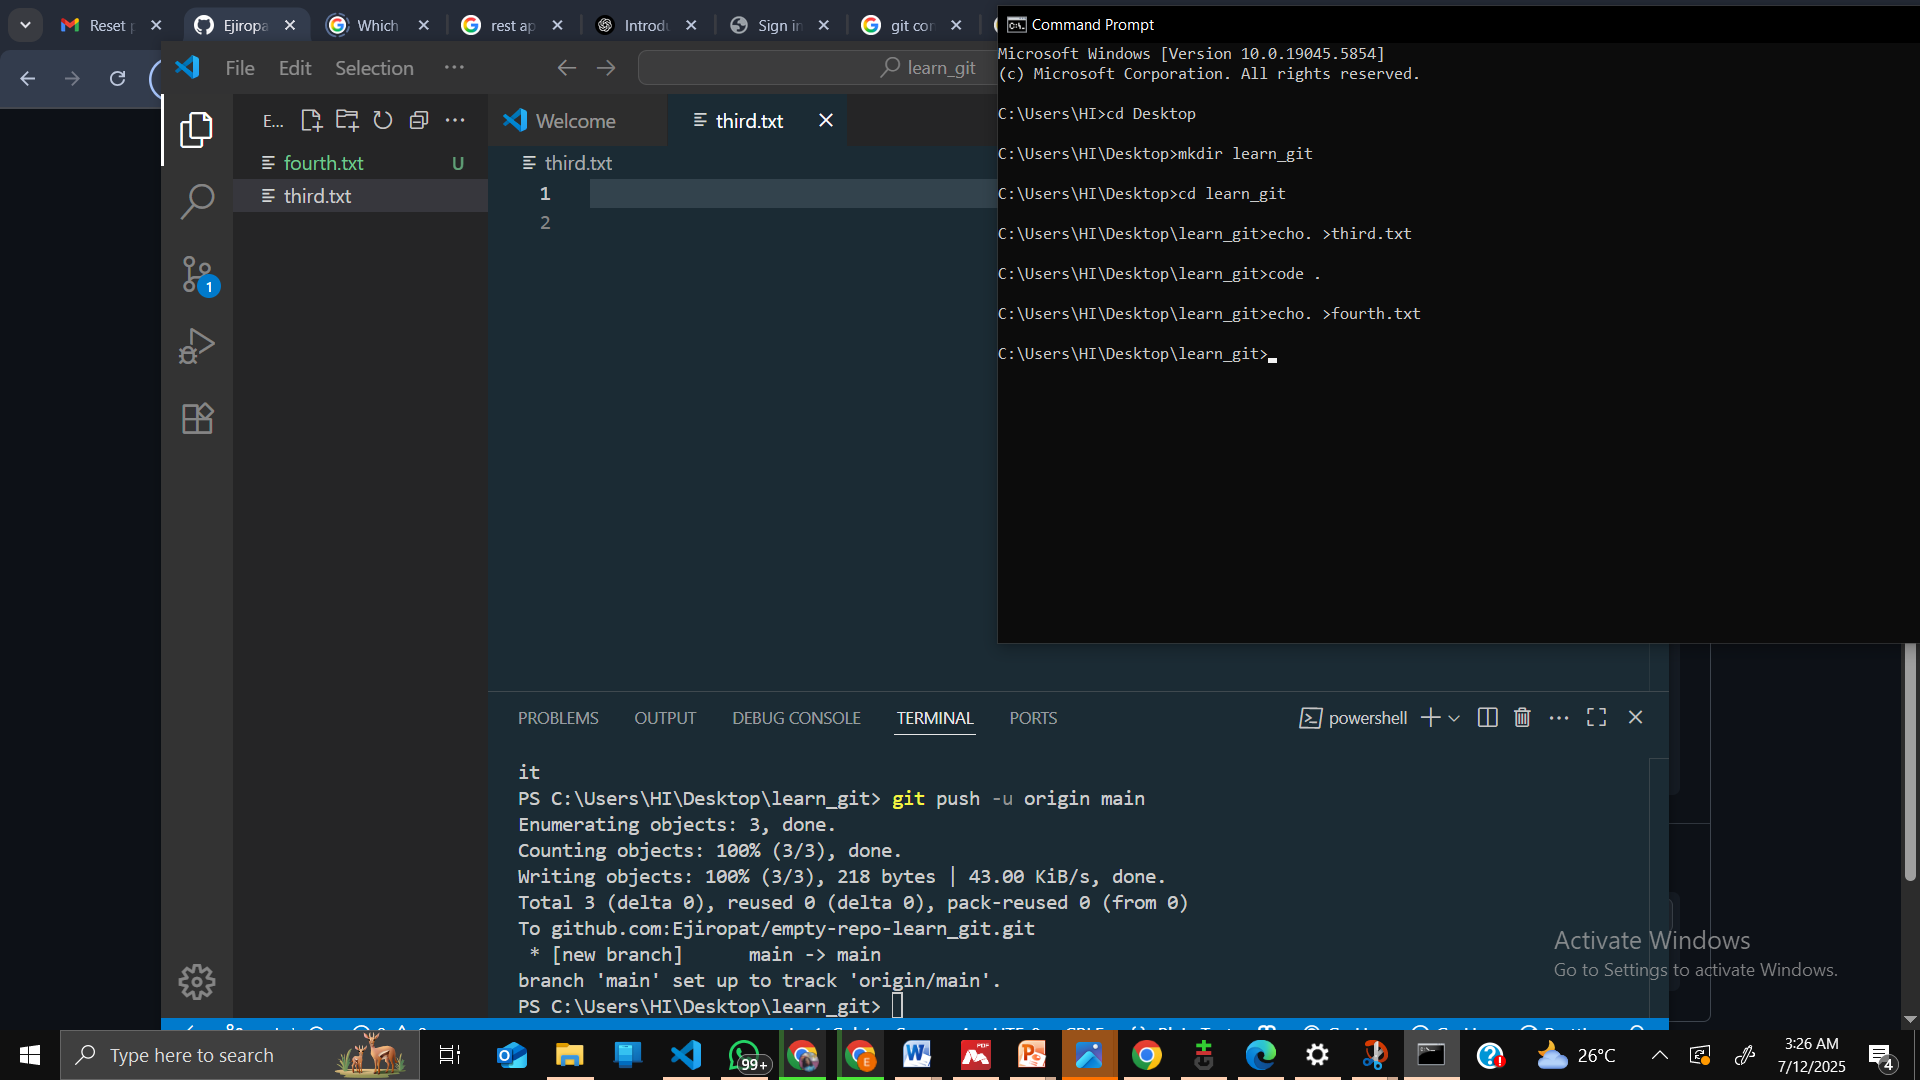 Reset p
Ejiropa
Which
rest ap
Introdu
Sign in
git con
File Edit Selection
learn_git
E...
fourth.txt U
third.txt
1
Welcome
third.txt
third.txt
1
2
Command Prompt
Microsoft Windows [Version 10.0.19045.5854]
(c) Microsoft Corporation. All rights reserved.
C:\Users\HI>cd Desktop
C:\Users\HI\Desktop>mkdir learn_git
C:\Users\HI\Desktop>cd learn_git
C:\Users\HI\Desktop\learn_git>echo. >third.txt
C:\Users\HI\Desktop\learn_git>code .
C:\Users\HI\Desktop\learn_git>echo. >fourth.txt
C:\Users\HI\Desktop\learn_git>
PROBLEMS OUTPUT DEBUG CONSOLE TERMINAL PORTS
powershell
it
PS C:\Users\HI\Desktop\learn_git> git push -u origin main
Enumerating objects: 3, done.
Counting objects: 100% (3/3), done.
Writing objects: 100% (3/3), 218 bytes | 43.00 KiB/s, done.
Total 3 (delta 0), reused 0 (delta 0), pack-reused 0 (from 0)
To github.com:Ejiropat/empty-repo-learn_git.git
* [new branch] main -> main
branch 'main' set up to track 'origin/main'.
PS C:\Users\HI\Desktop\learn_git>
Activate Windows
Go to Settings to activate Windows.
Type here to search
99+
26°C
3:26 AM
7/12/2025
4